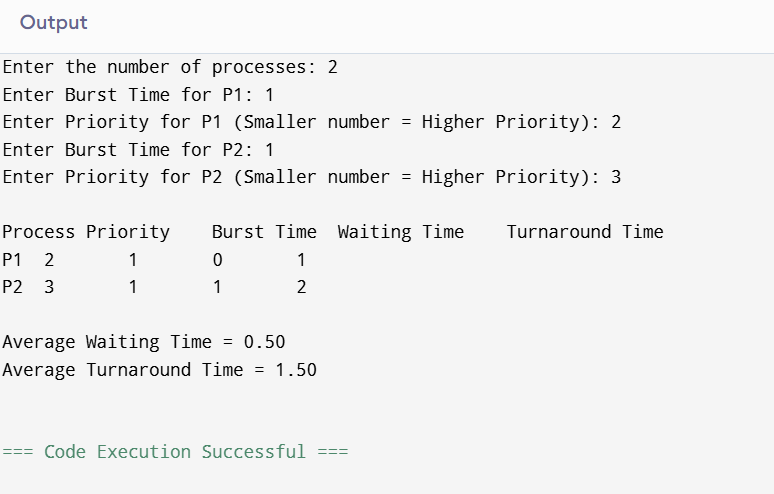 Output
Enter the number of processes: 2
Enter Burst Time for P1: 1
Enter Priority for P1 (Smaller number = Higher Priority): 2
Enter Burst Time for P2: 1
Enter Priority for P2 (Smaller number = Higher Priority): 3
Process Priority    Burst Time  Waiting Time    Turnaround Time
P1  2       1       0       1
P2  3       1       1       2
Average Waiting Time = 0.50
Average Turnaround Time = 1.50
=== Code Execution Successful ===